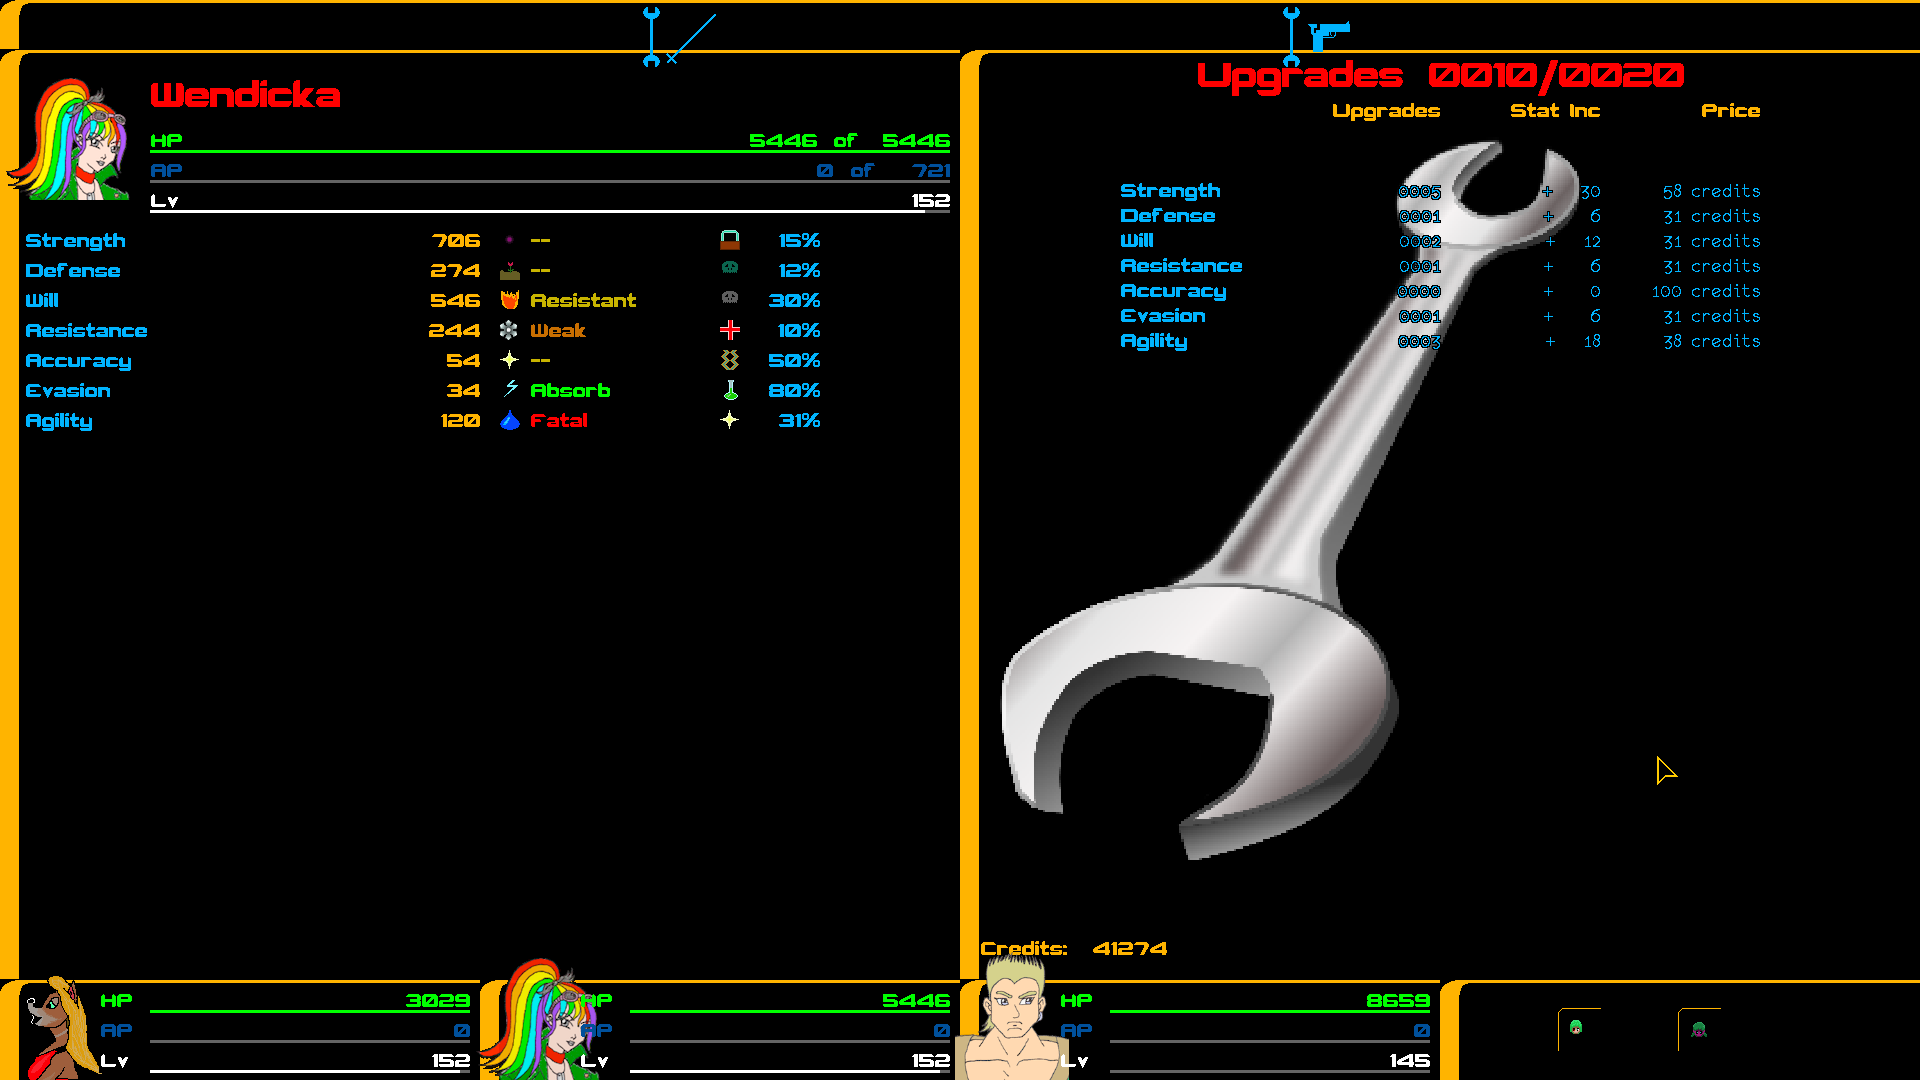 Wendicka
HP 5446 of 5446
AP 0 of 721
Lv 152
Strength 706 -- 15%
Defense 274 -- 12%
Will 546 Resistant 30%
Resistance 244 Weak 10%
Accuracy 54 -- 50%
Evasion 34 Absorb 80%
Agility 120 Fatal 31%
Upgrades 0010/0020
Upgrades Stat Inc Price
Strength 0005 + 30 58 credits
Defense 0001 + 6 31 credits
Will 0002 + 12 31 credits
Resistance 0001 + 6 31 credits
Accuracy 0000 + 0 100 credits
Evasion 0001 + 6 31 credits
Agility 0003 + 18 38 credits
Credits: 41274
HP 3029
AP 0
Lv 152
HP 5446
AP 0
Lv 152
HP 8659
AP 0
Lv 145